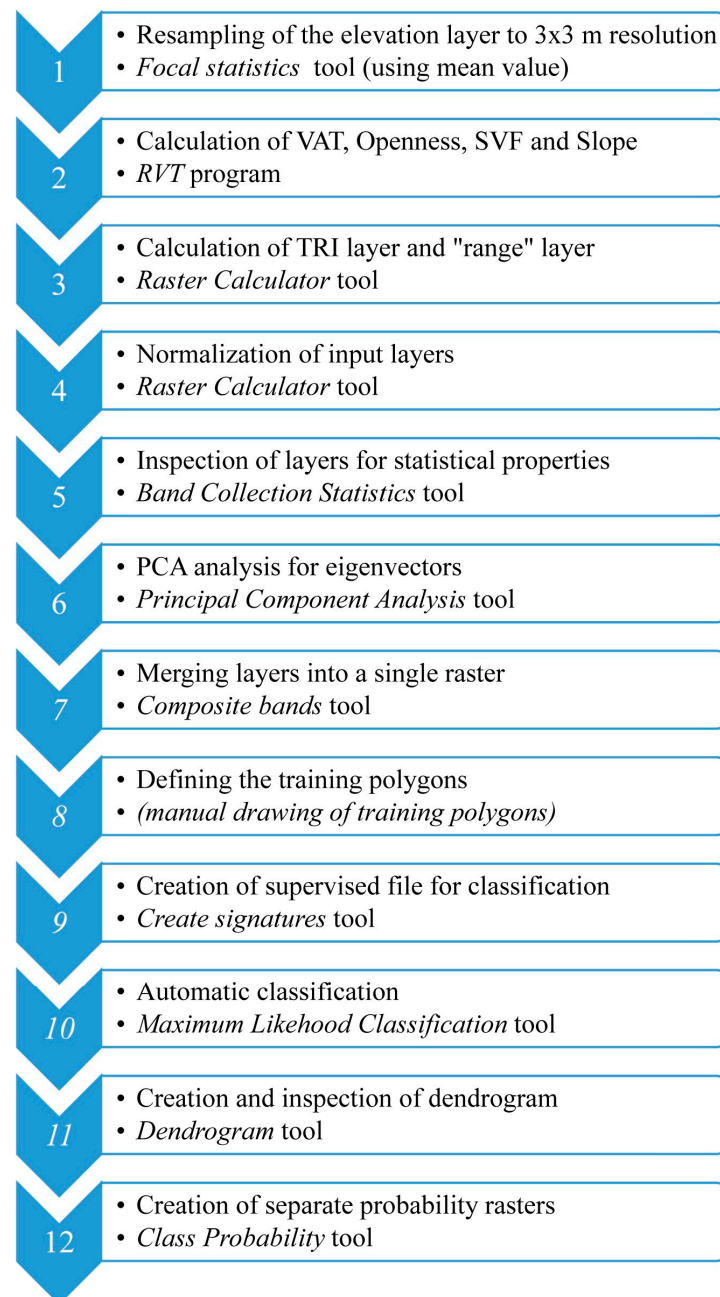 1
• Resampling of the elevation layer to 3x3 m resolution
• Focal statistics tool (using mean value)
2
• Calculation of VAT, Openness, SVF and Slope
• RVT program
3
• Calculation of TRI layer and "range" layer
• Raster Calculator tool
4
• Normalization of input layers
• Raster Calculator tool
5
• Inspection of layers for statistical properties
• Band Collection Statistics tool
6
• PCA analysis for eigenvectors
• Principal Component Analysis tool
7
• Merging layers into a single raster
• Composite bands tool
8
• Defining the training polygons
• (manual drawing of training polygons)
9
• Creation of supervised file for classification
• Create signatures tool
10
• Automatic classification
• Maximum Likehood Classification tool
11
• Creation and inspection of dendrogram
• Dendrogram tool
12
• Creation of separate probability rasters
• Class Probability tool